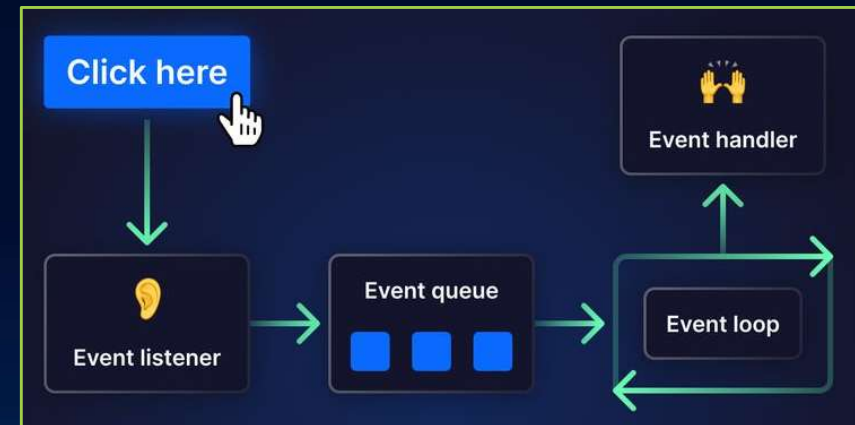 Click here
Event handler
Event listener
Event queue
Event loop